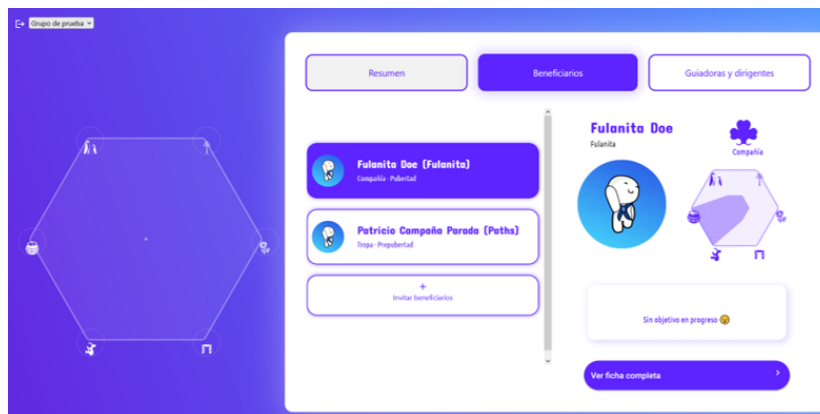 Grupo de prueba
Resumen
Beneficiarios
Guiadoras y dirigentes
Fulanita Doe (Fulanita)
Compañía - Pubertad
Patricio Campaña Parada (Paths)
Tropa - Prepubertad
+
Invitar beneficiarios
Fulanita Doe
Fulanita
Compañía
Sin objetivo en progreso 😦
Ver ficha completa